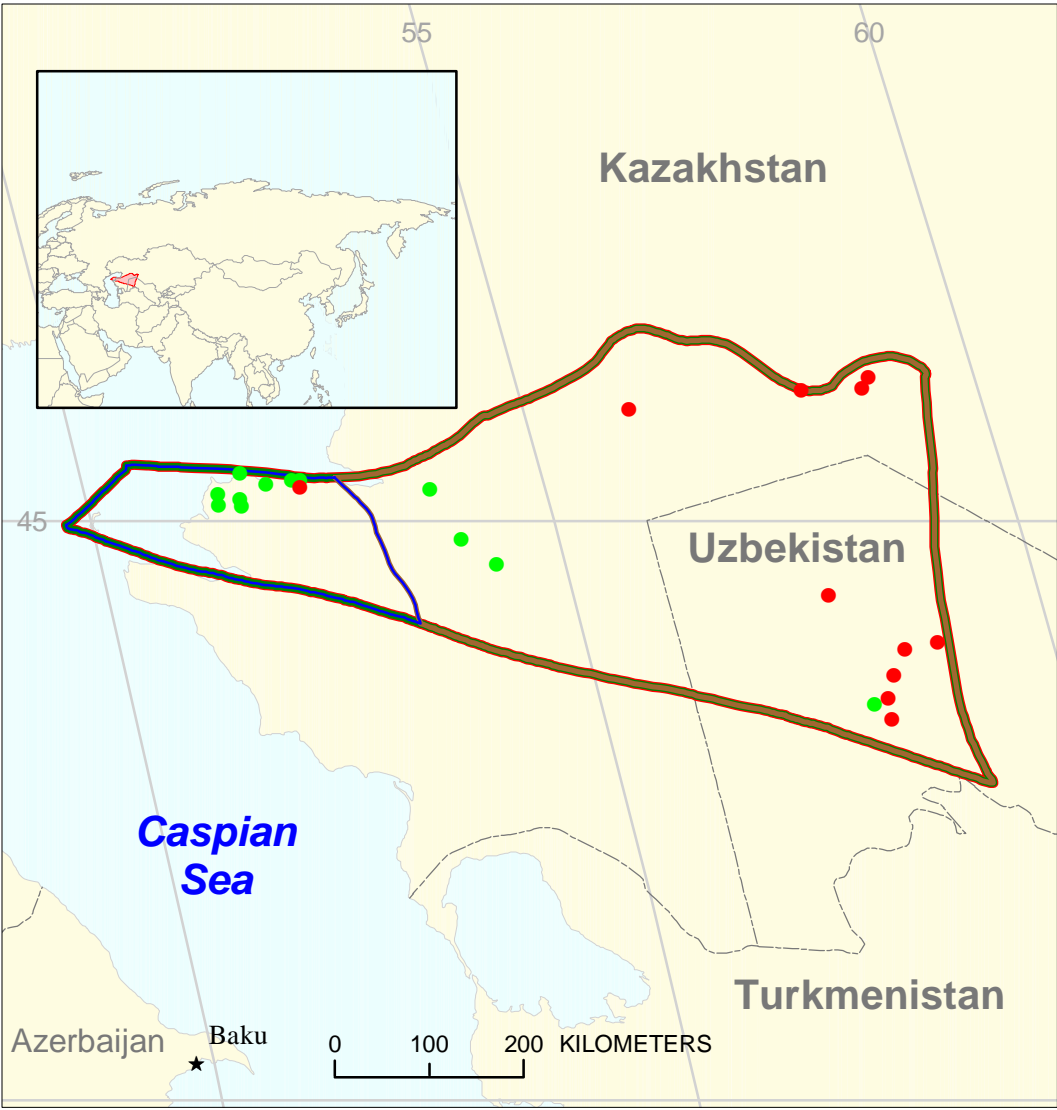 55
60
Kazakhstan
45
Uzbekistan
Caspian
Sea
Turkmenistan
Azerbaijan
Baku
0 100 200 KILOMETERS